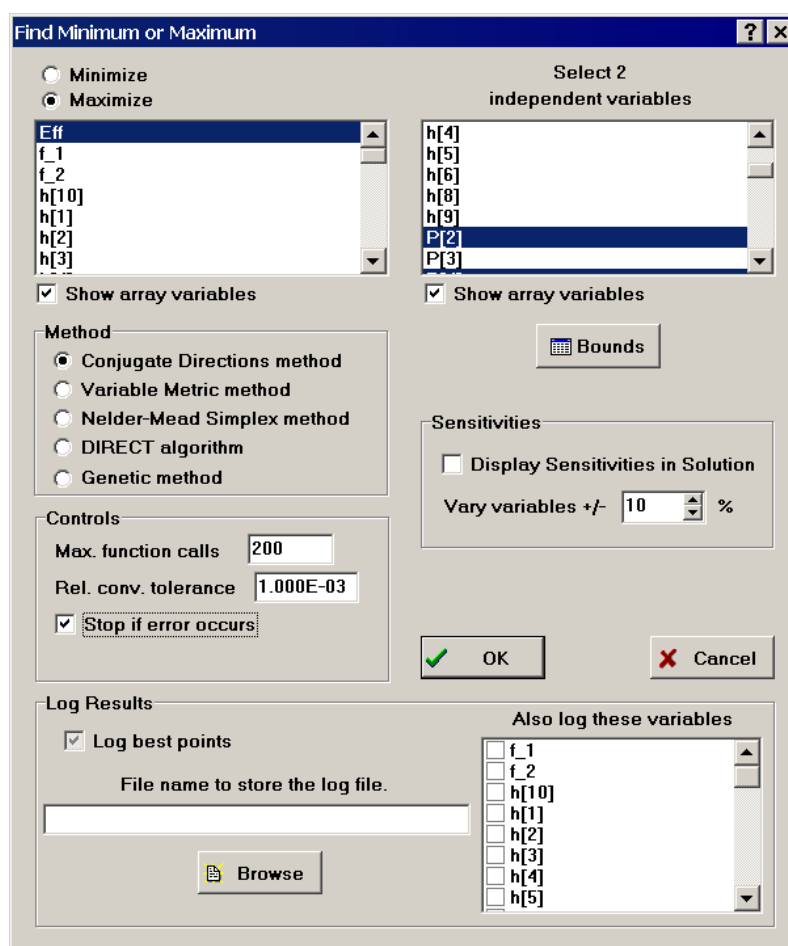 Find Minimum or Maximum
Minimize
Maximize
Select 2
independent variables
Eff
f_1
f_2
h[10]
h[1]
h[2]
h[3]
h[4]
h[5]
h[6]
h[8]
h[9]
P[2]
P[3]
Show array variables
Show array variables
Method
Conjugate Directions method
Variable Metric method
Nelder-Mead Simplex method
DIRECT algorithm
Genetic method
Bounds
Sensitivities
Display Sensitivities in Solution
Vary variables +/- 10 %
Controls
Max. function calls 200
Rel. conv. tolerance 1.000E-03
Stop if error occurs
OK
Cancel
Log Results
Log best points
File name to store the log file.
Browse
Also log these variables
f_1
f_2
h[10]
h[1]
h[2]
h[3]
h[4]
h[5]